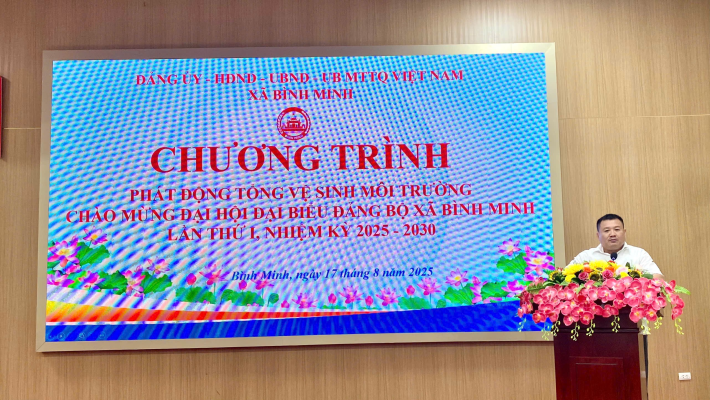 ĐẢNG ỦY - HĐND - UBND - UB MTTQ VIỆT NAM
XÃ BÌNH MINH
CHƯƠNG TRÌNH
PHÁT ĐỘNG TỔNG VỆ SINH MÔI TRƯỜNG
CHÀO MỪNG ĐẠI HỘI ĐẠI BIỂU ĐẢNG BỘ XÃ BÌNH MINH
LẦN THỨ I, NHIỆM KỲ 2025 - 2030
Bình Minh, ngày 17 tháng 8 năm 2025